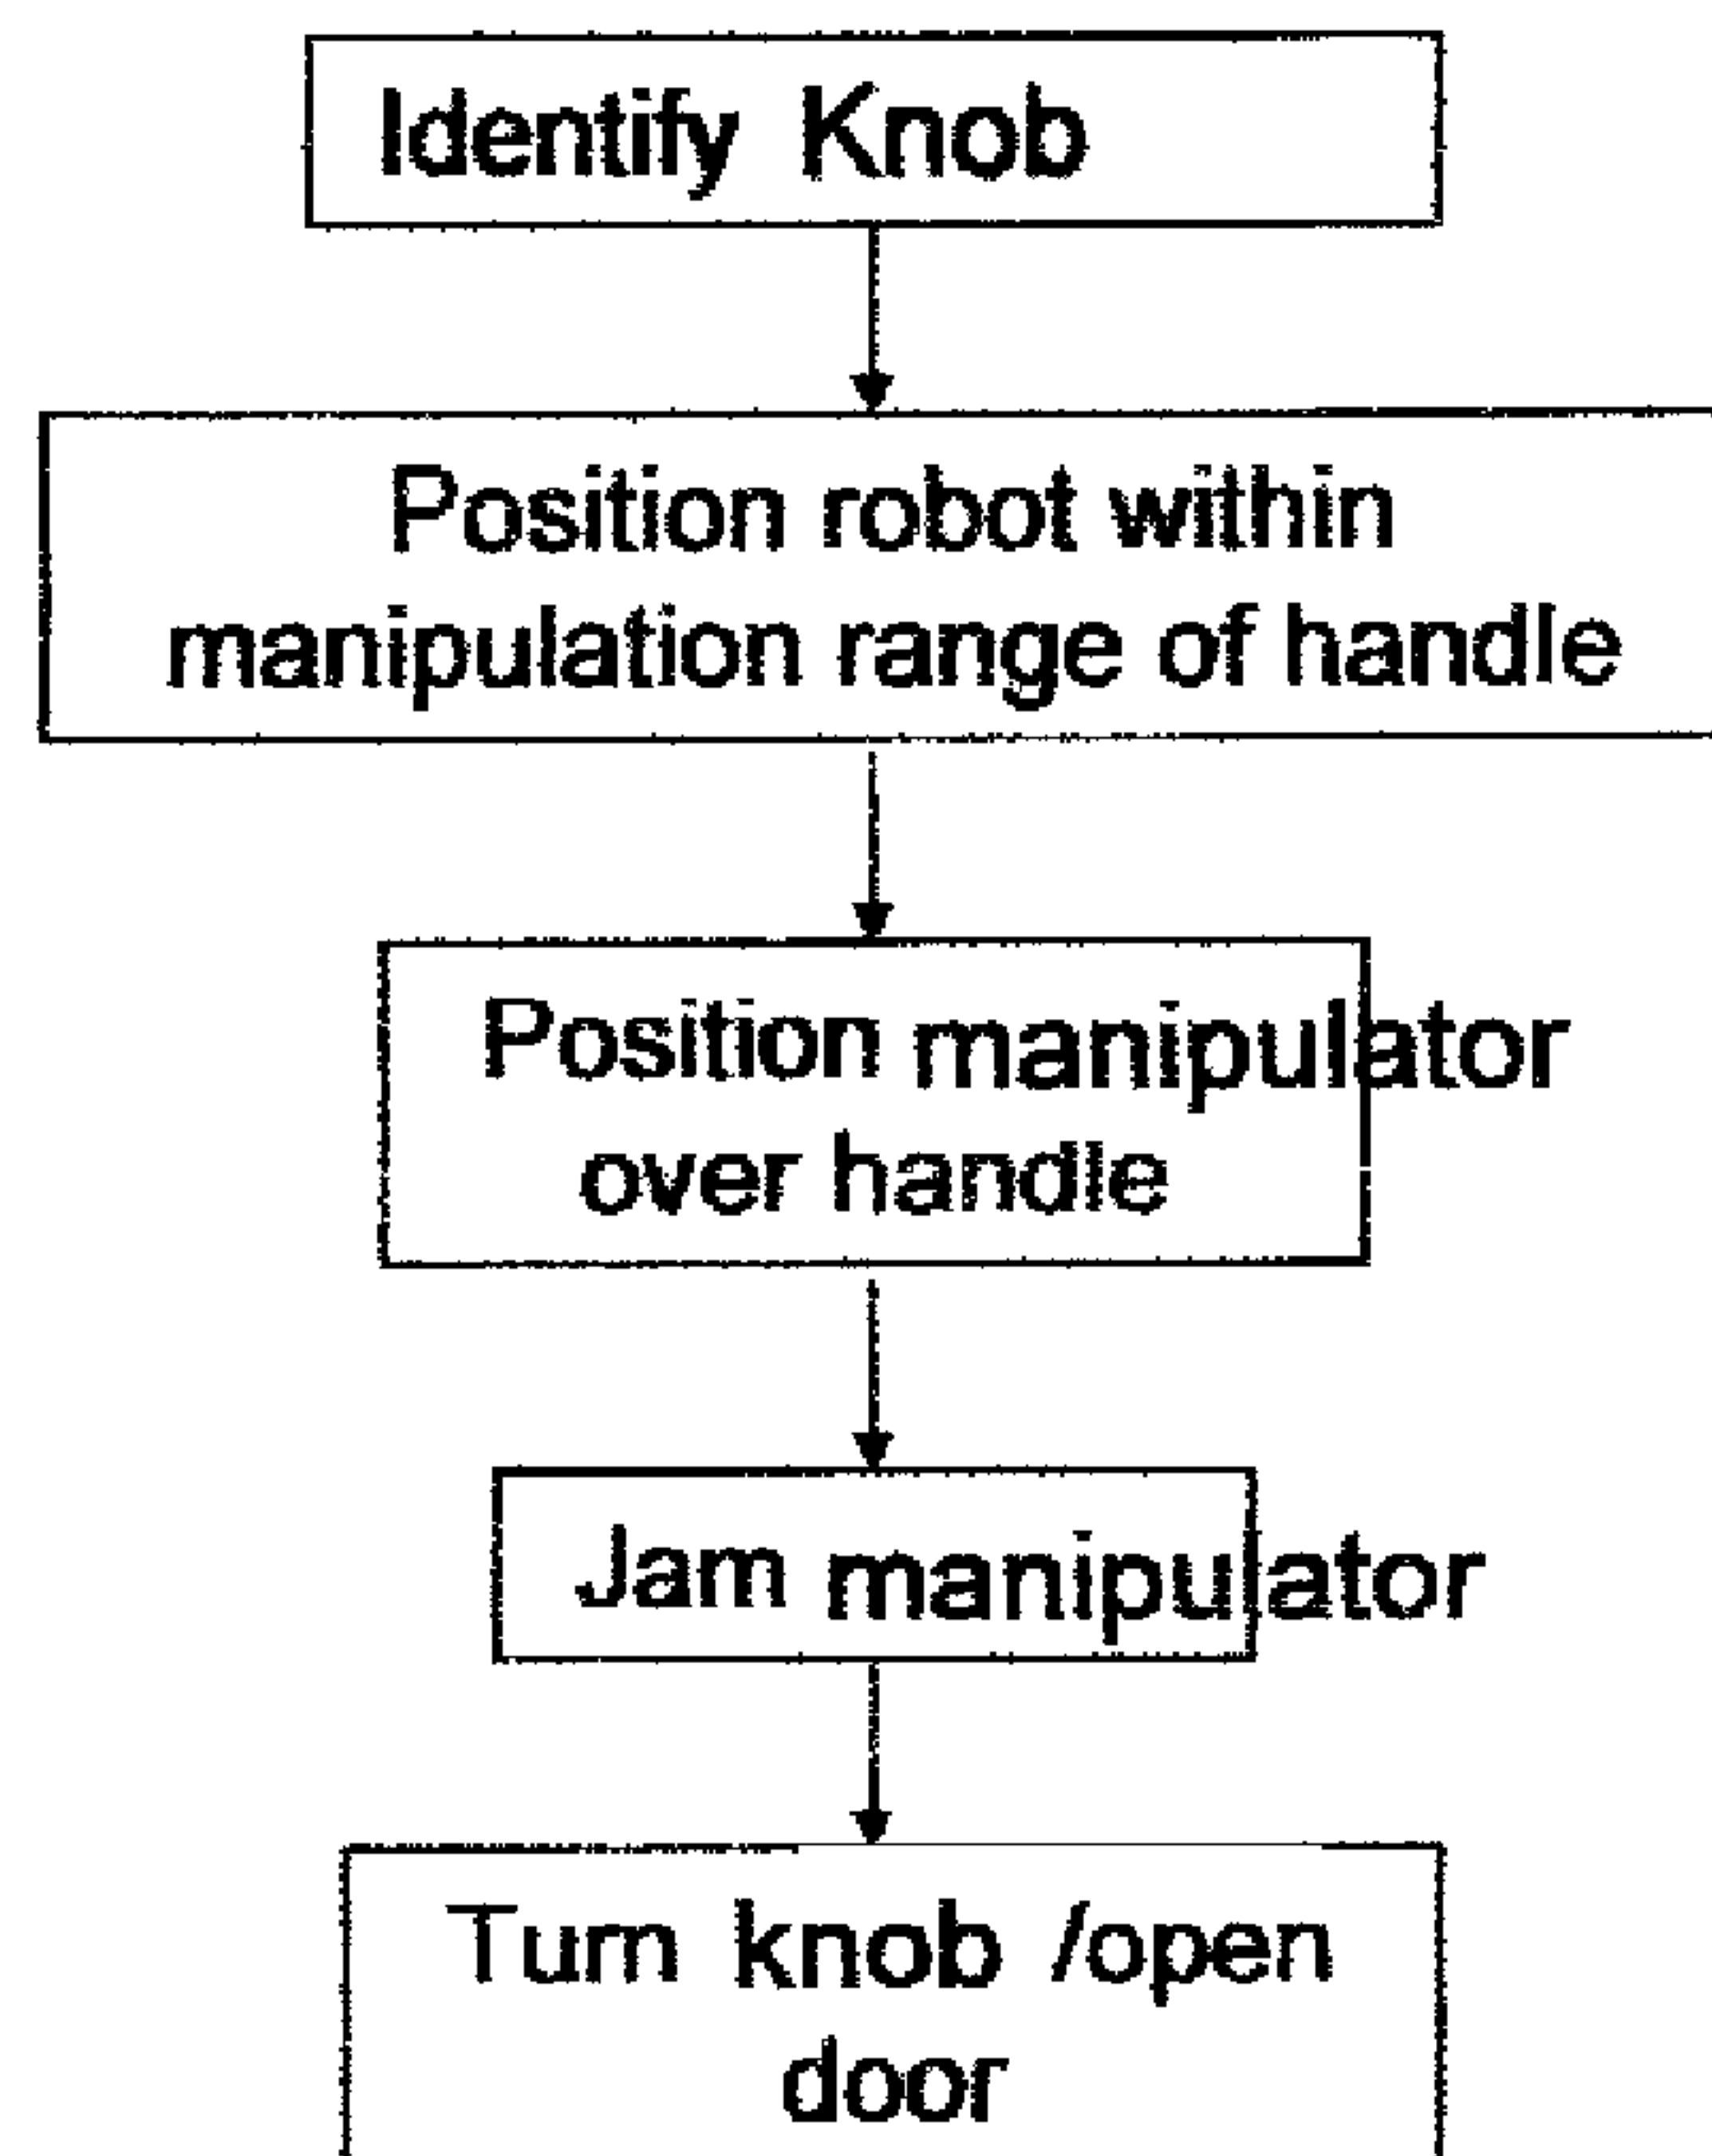 Identify Knob
Position robot within
manipulation range of handle
Position manipulator
over handle
Jam manipulator
Turn knob /open
door